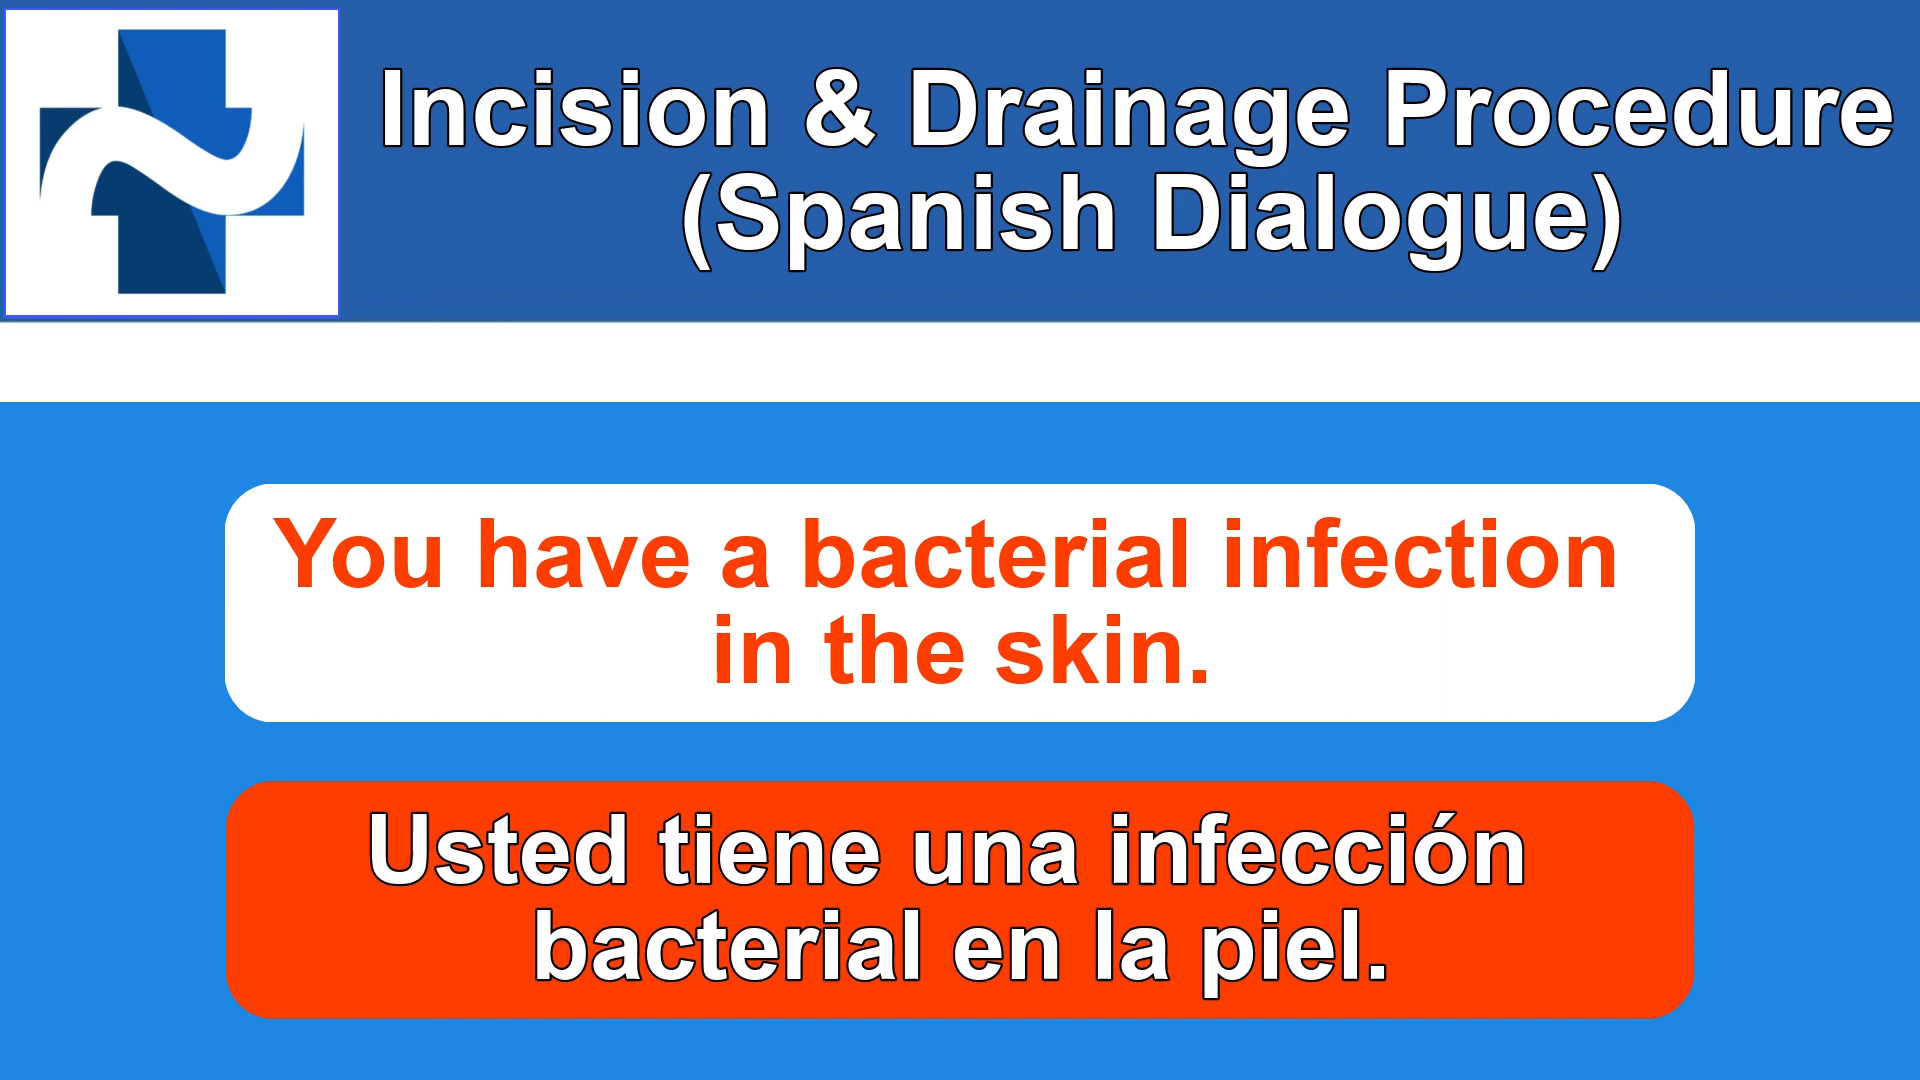 Incision & Drainage Procedure
(Spanish Dialogue)
You have a bacterial infection
in the skin.
Usted tiene una infección
bacterial en la piel.